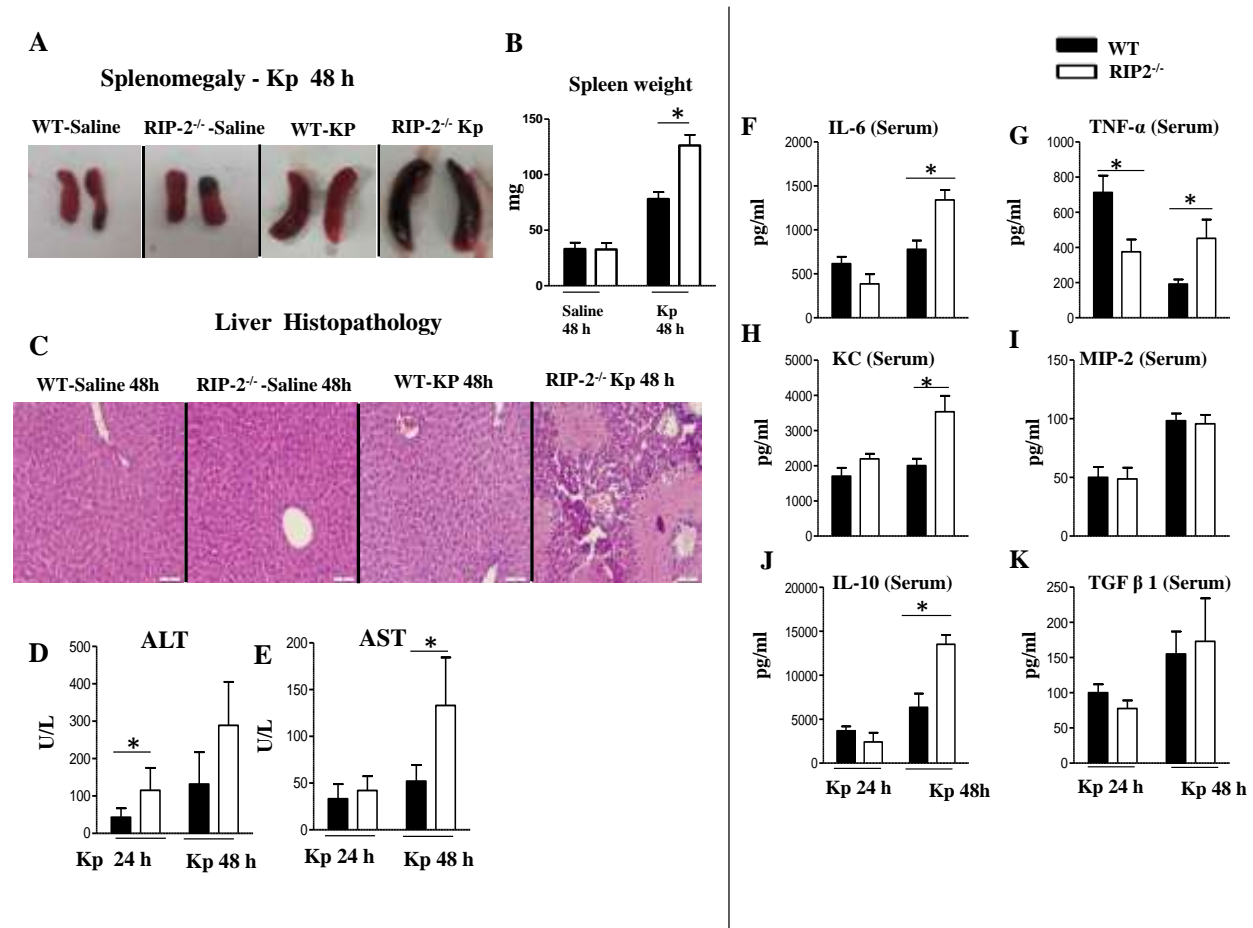 A
Splenomegaly - Kp 48 h
WT-Saline RIP-2-/- -Saline WT-KP RIP-2-/- Kp
B
Spleen weight
150
100
50
0
mg
*
Saline 48 h
Kp 48 h
Liver Histopathology
C
WT-Saline 48h RIP-2-/- -Saline 48h WT-KP 48h RIP-2-/- Kp 48 h
D
ALT
500
400
300
200
100
0
U/L
*
Kp 24 h Kp 48 h
E
AST
200
150
100
50
0
U/L
*
Kp 24 h Kp 48 h
WT
RIP2-/-
F
IL-6 (Serum)
2000
1500
1000
500
0
pg/ml
*
G
TNF-α (Serum)
1000
800
600
400
200
0
pg/ml
*
*
H
KC (Serum)
5000
4000
3000
2000
1000
0
pg/ml
*
I
MIP-2 (Serum)
150
100
50
0
pg/ml
J
IL-10 (Serum)
20000
15000
10000
5000
0
pg/ml
*
Kp 24 h Kp 48h
K
TGF β 1 (Serum)
250
200
150
100
50
0
pg/ml
Kp 24 h Kp 48 h